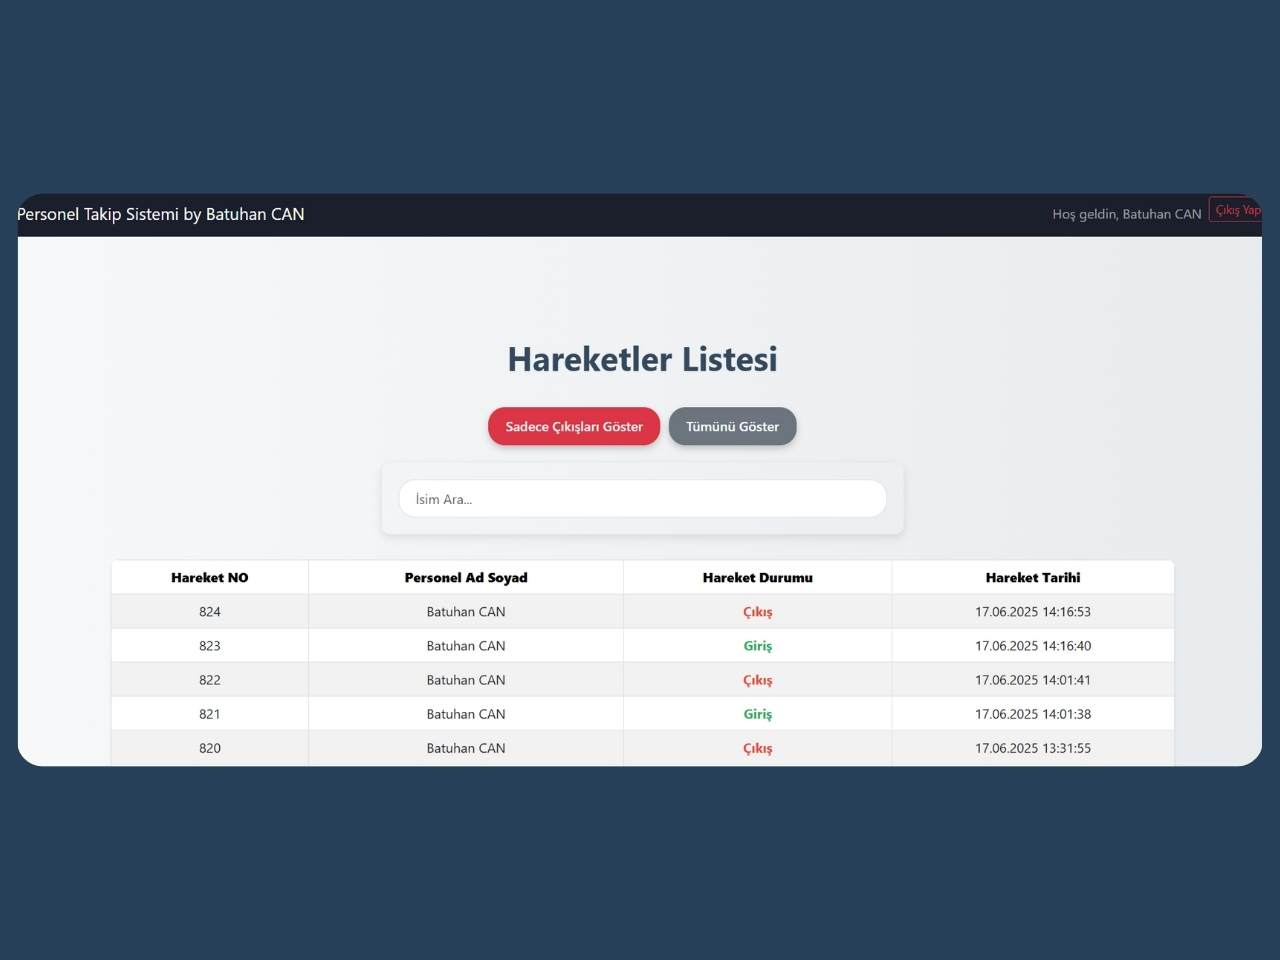 Personel Takip Sistemi by Batuhan CAN
Hoş geldin, Batuhan CAN
Çıkış Yap
Hareketler Listesi
Sadece Çıkışları Göster
Tümünü Göster
İsim Ara...
Hareket NO Personel Ad Soyad Hareket Durumu Hareket Tarihi
824 Batuhan CAN Çıkış 17.06.2025 14:16:53
823 Batuhan CAN Giriş 17.06.2025 14:16:40
822 Batuhan CAN Çıkış 17.06.2025 14:01:41
821 Batuhan CAN Giriş 17.06.2025 14:01:38
820 Batuhan CAN Çıkış 17.06.2025 13:31:55